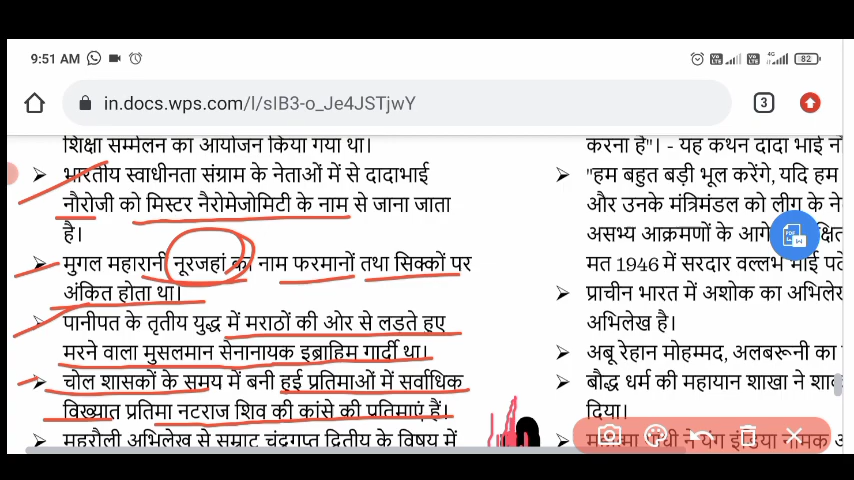 9:51 AM
4G
82
in.docs.wps.com/l/sIB3-o_Je4JSTjwY
3
शिक्षा सम्मेलन का आयोजन किया गया था।
भारतीय स्वाधीनता संग्राम के नेताओं में से दादाभाई
नौरोजी को मिस्टर नैरोमेजोमिटी के नाम से जाना जाता
है।
मुगल महारानी नूरजहां का नाम फरमानों तथा सिक्कों पर
अंकित होता था।
पानीपत के तृतीय युद्ध में मराठों की ओर से लडते हुए
मरने वाला मुसलमान सेनानायक इब्राहिम गार्दी था।
चोल शासकों के समय में बनी हुई प्रतिमाओं में सर्वाधिक
विख्यात प्रतिमा नटराज शिव की कांसे की प्रतिमाएं हैं।
महरौली अभिलेख से सम्राट चंद्रगुप्त द्वितीय के विषय में
करना है"। - यह कथन दादा भाई
"हम बहुत बड़ी भूल करेंगे, यदि हम
और उनके मंत्रिमंडल को लीग के
असभ्य आक्रमणों के आगे
मत 1946 में सरदार वल्लभ भाई
प्राचीन भारत में अशोक का
अभिलेख है।
अबू रेहान मोहम्मद, अलबरूनी का
बौद्ध धर्म की महायान शाखा ने
दिया।
गांधी ने यंग इंडिया नामक